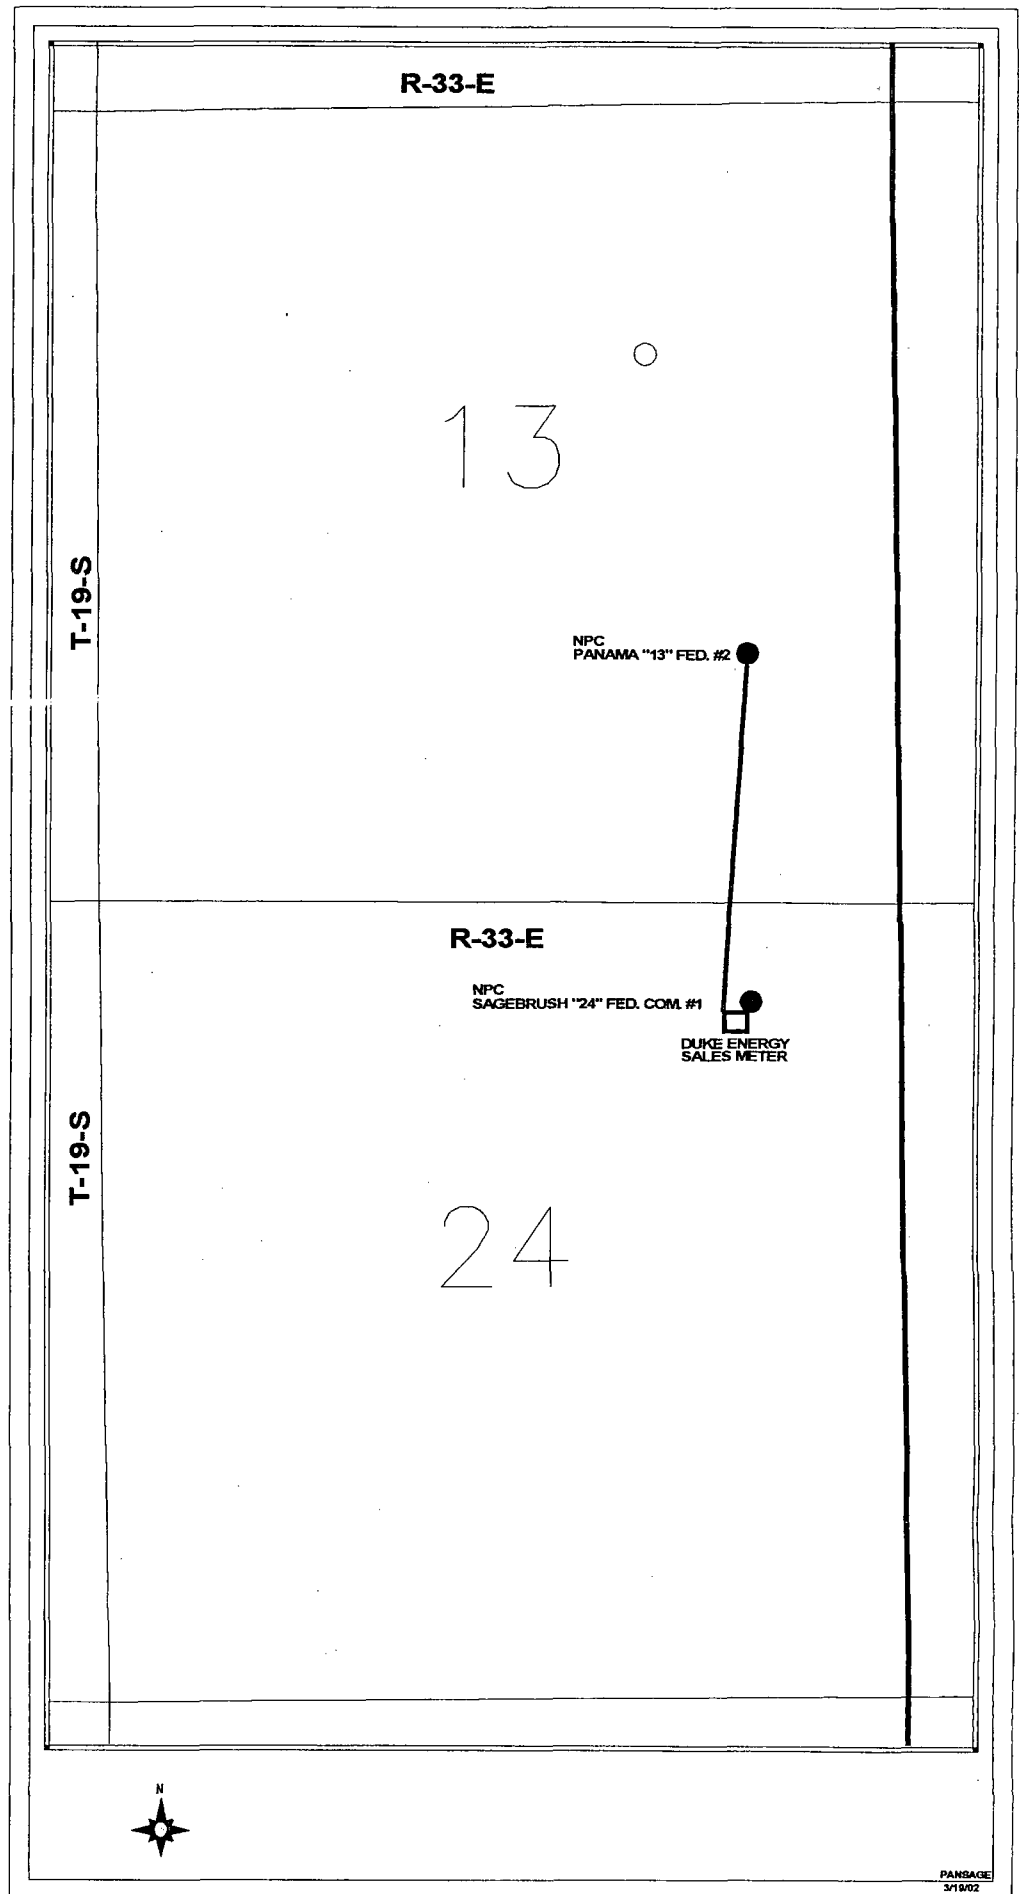 R-33-E
13
T-19-S
NPC
PANAMA "13" FED. #2
R-33-E
NPC
SAGEBRUSH "24" FED. COM. #1
DUKE ENERGY
SALES METER
T-19-S
24
N
PANSAGE
3/19/02